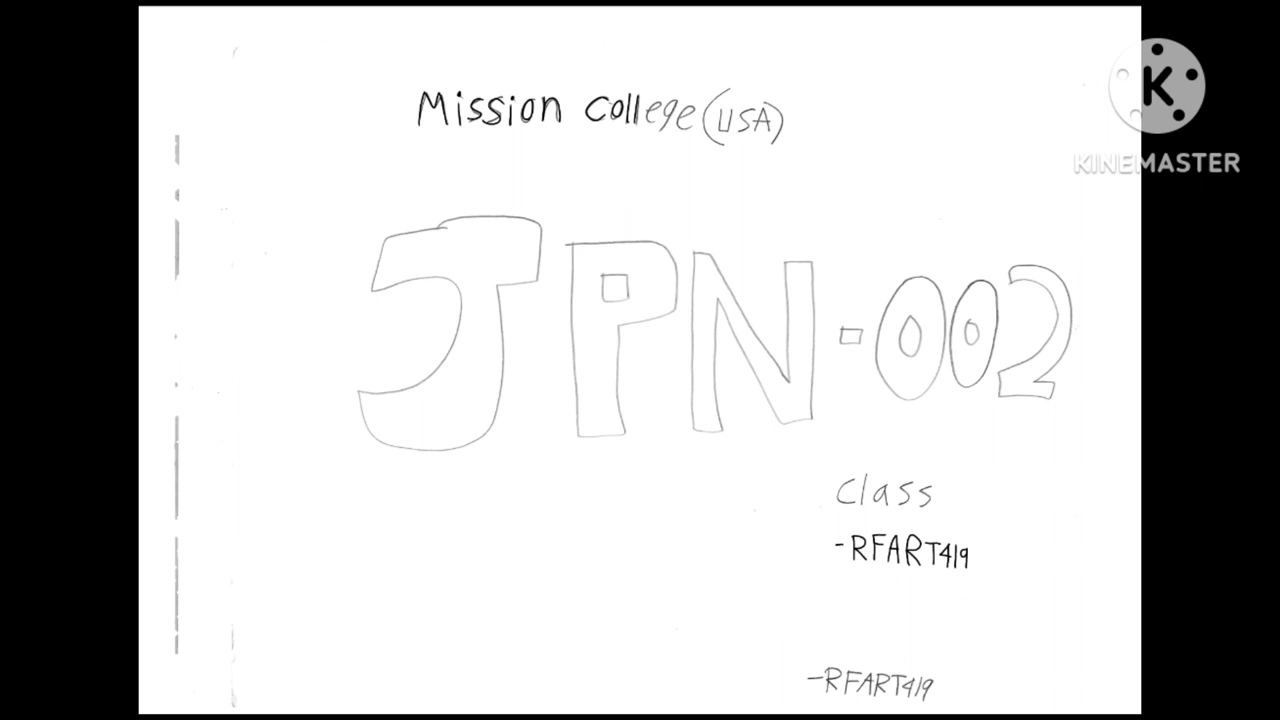 Mission College (USA)
KINEMASTER
JPN-002
class
-RFART419
-RFART419